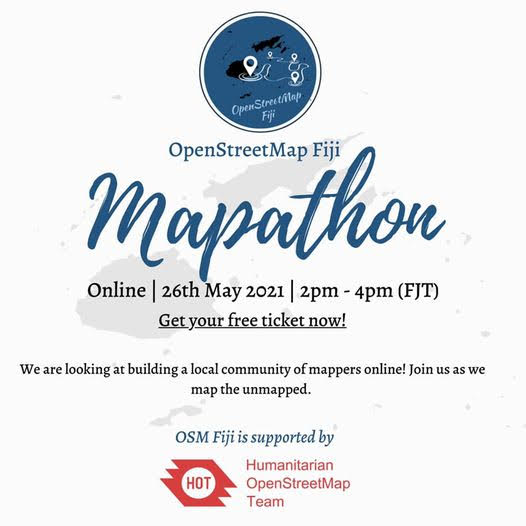 OpenStreetMap
Fiji
OpenStreetMap Fiji
Mapathon
Online | 26th May 2021 | 2pm - 4pm (FJT)
Get your free ticket now!
We are looking at building a local community of mappers online! Join us as we
map the unmapped.
OSM Fiji is supported by
HOT
Humanitarian
OpenStreetMap
Team